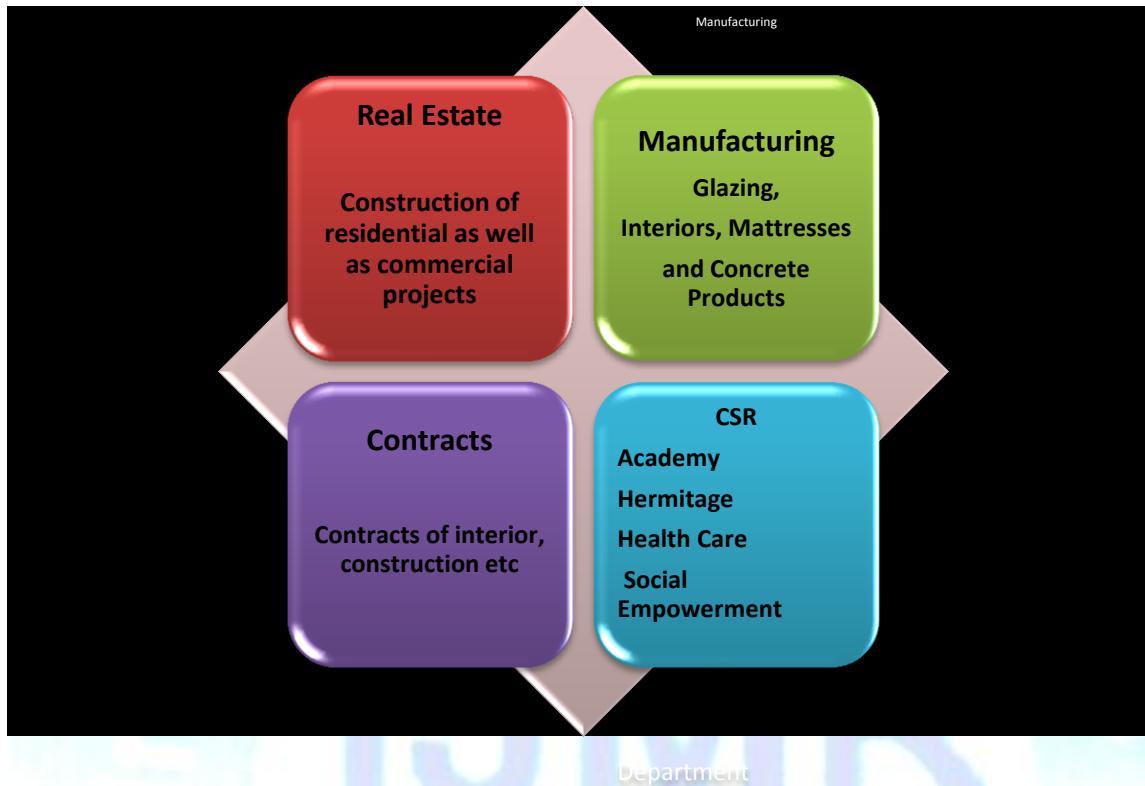 Manufacturing
Real Estate
Construction of
residential as well
as commercial
projects
Manufacturing
Glazing,
Interiors, Mattresses
and Concrete
Products
Contracts
Contracts of interior,
construction etc
CSR
Academy
Hermitage
Health Care
Social
Empowerment
Department